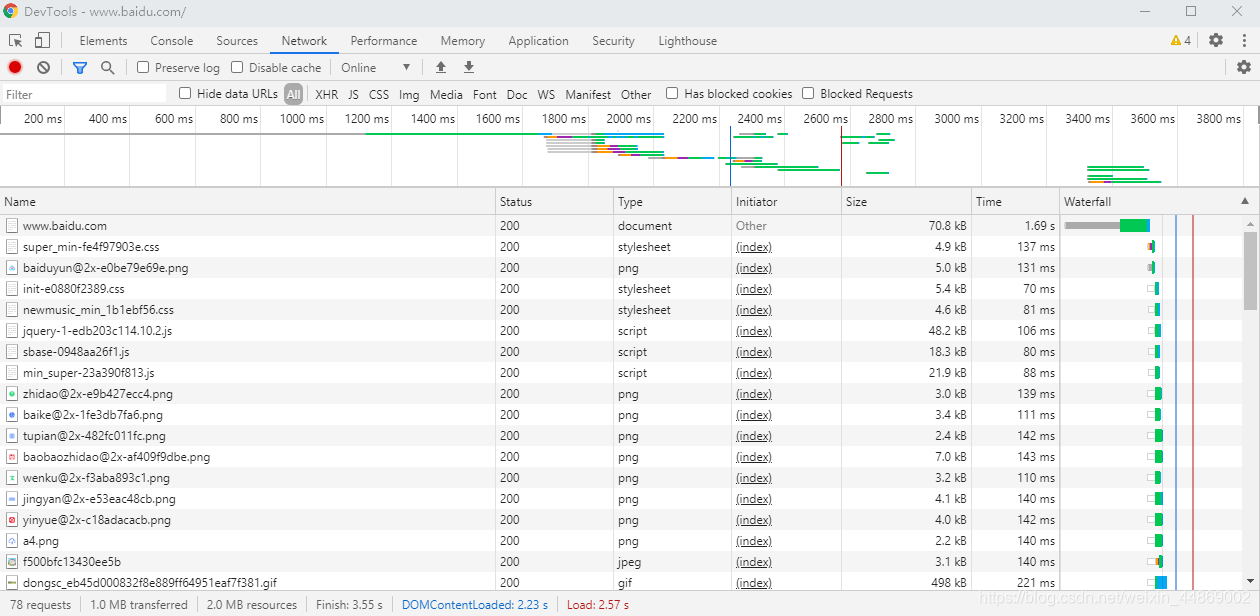 DevTools - www.baidu.com/
Elements Console Sources Network Performance Memory Application Security Lighthouse 4
Preserve log Disable cache Online
Filter Hide data URLs All XHR JS CSS Img Media Font Doc WS Manifest Other Has blocked cookies Blocked Requests
200 ms 400 ms 600 ms 800 ms 1000 ms 1200 ms 1400 ms 1600 ms 1800 ms 2000 ms 2200 ms 2400 ms 2600 ms 2800 ms 3000 ms 3200 ms 3400 ms 3600 ms 3800 ms
Name Status Type Initiator Size Time Waterfall
www.baidu.com 200 document Other 70.8 kB 1.69 s
super_min-fe4f97903e.css 200 stylesheet (index) 4.9 kB 137 ms
baiduyun@2x-e0be79e69e.png 200 png (index) 5.0 kB 131 ms
init-e0880f2389.css 200 stylesheet (index) 5.4 kB 70 ms
newmusic_min_1b1ebf56.css 200 stylesheet (index) 4.6 kB 81 ms
jquery-1-edb203c114.10.2.js 200 script (index) 48.2 kB 106 ms
sbase-0948aa26f1.js 200 script (index) 18.3 kB 80 ms
min_super-23a390f813.js 200 script (index) 21.9 kB 88 ms
zhidao@2x-e9b427ecc4.png 200 png (index) 3.0 kB 139 ms
baike@2x-1fe3db7fa6.png 200 png (index) 3.4 kB 111 ms
tupian@2x-482fc011fc.png 200 png (index) 2.4 kB 142 ms
baobaozhidao@2x-af409f9dbe.png 200 png (index) 7.0 kB 143 ms
wenku@2x-f3aba893c1.png 200 png (index) 3.2 kB 110 ms
jingyan@2x-e53eac48cb.png 200 png (index) 4.1 kB 140 ms
yinyue@2x-c18adacacb.png 200 png (index) 4.0 kB 142 ms
a4.png 200 png (index) 2.2 kB 140 ms
f500bfc13430ee5b 200 jpeg (index) 3.1 kB 140 ms
dongsc_eb45d000832f8e889ff64951eaf7f381.gif 200 gif (index) 498 kB 221 ms
78 requests 1.0 MB transferred 2.0 MB resources Finish: 3.55 s DOMContentLoaded: 2.23 s Load: 2.57 s
https://blog.csdn.net/weixin_44869002